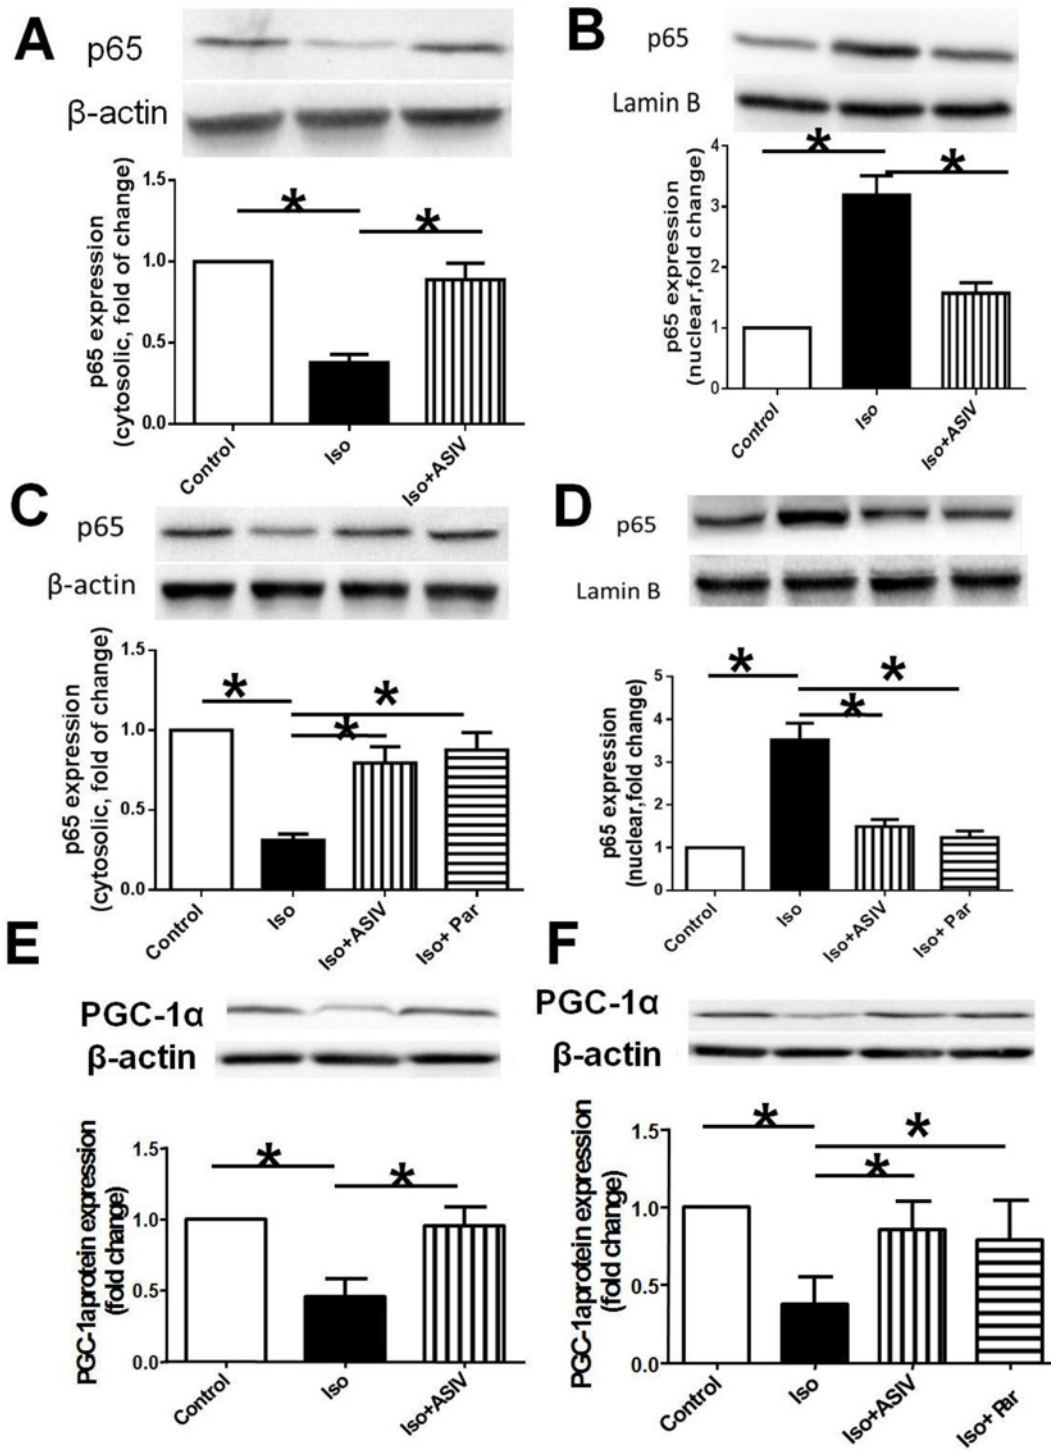 A
p65
β-actin
p65 expression
(cytosolic, fold of change)
1.5
1.0
0.5
0.0
*
*
Control
Iso
Iso+ASIV
B
p65
Lamin B
p65 expression
(nuclear,fold change)
4
3
2
1
0
*
*
Control
Iso
Iso+ASIV
C
p65
β-actin
p65 expression
(cytosolic, fold of change)
1.5
1.0
0.5
0.0
*
*
*
Control
Iso
Iso+ASIV
Iso+ Par
D
p65
Lamin B
p65 expression
(nuclear,fold change)
5
4
3
2
1
0
*
*
*
Control
Iso
Iso+ASIV
Iso+ Par
E
PGC-1α
β-actin
PGC-1aprotein expression
(fold change)
1.5
1.0
0.5
0.0
*
*
Control
Iso
Iso+ASIV
F
PGC-1α
β-actin
PGC-1aprotein expression
(fold change)
1.5
1.0
0.5
0.0
*
*
*
Control
Iso
Iso+ASIV
Iso+ Par